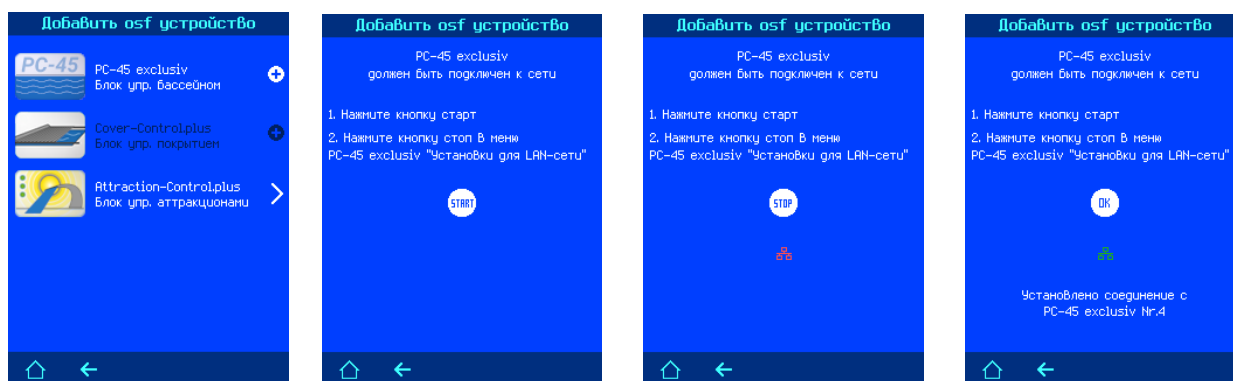 Добавить osf устройство
PC-45
PC-45 exclusiv
Блок упр. бассейном
Cover-Control.plus
Блок упр. покрытием
Attraction-Control.plus
Блок упр. аттракционами
Добавить osf устройство
PC-45 exclusiv
должен быть подключен к сети
1. Нажмите кнопку старт
2. Нажмите кнопку стоп в меню
PC-45 exclusiv "Установки для LAN-сети"
START
Добавить osf устройство
PC-45 exclusiv
должен быть подключен к сети
1. Нажмите кнопку старт
2. Нажмите кнопку стоп в меню
PC-45 exclusiv "Установки для LAN-сети"
STOP
Добавить osf устройство
PC-45 exclusiv
должен быть подключен к сети
1. Нажмите кнопку старт
2. Нажмите кнопку стоп в меню
PC-45 exclusiv "Установки для LAN-сети"
OK
Установлено соединение с
PC-45 exclusiv Nr.4